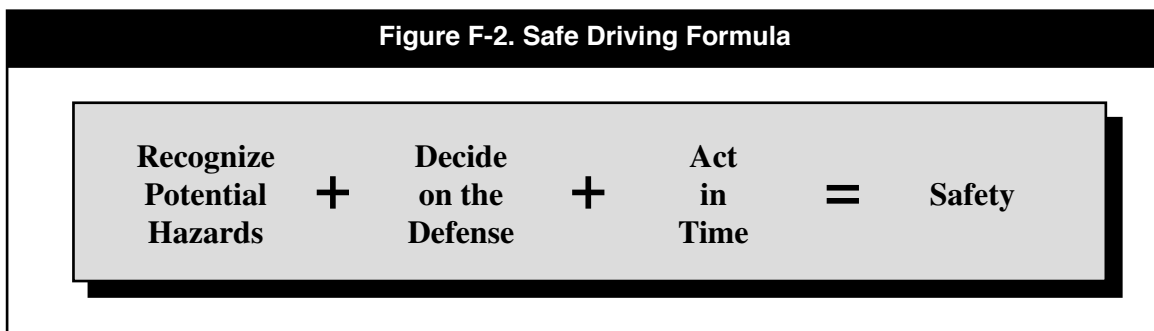 Figure F-2. Safe Driving Formula
Recognize
Potential
Hazards
+
Decide
on the
Defense
+
Act
in
Time
=
Safety